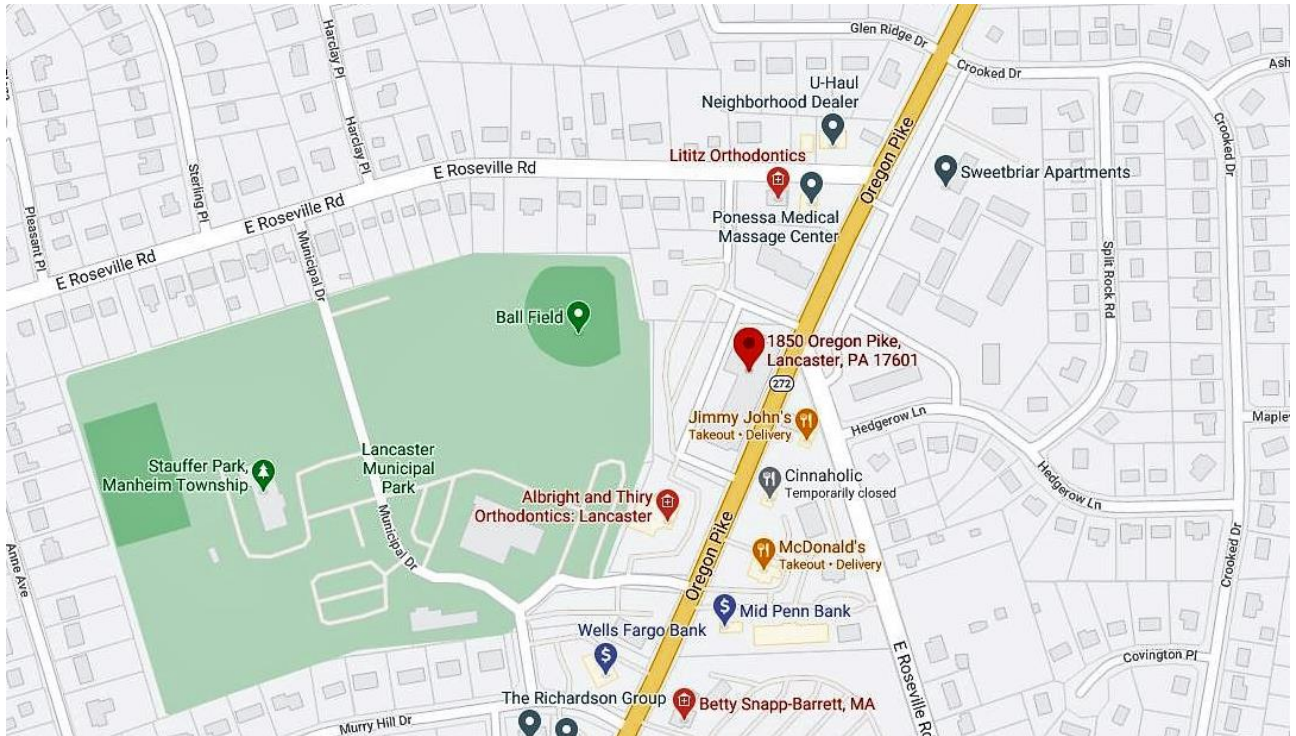 Glen Ridge Dr
Crooked Dr
Harclay Pl
U-Haul
Neighborhood Dealer
Harclay Pl
Oregon Pike
Crooked Dr
Lititz Orthodontics
E Roseville Rd
Sweetbriar Apartments
Sterling Pl
E Roseville Rd
Ponessa Medical
Massage Center
Pleasant Pl
E Roseville Rd
Municipal Dr
Split Rock Rd
Ball Field
1850 Oregon Pike,
Lancaster, PA 17601
272
Jimmy John's
Takeout • Delivery
Hedgerow Ln
Lancaster
Municipal
Park
Stauffer Park,
Manheim Township
Cinnaholic
Temporarily closed
Hedgerow Ln
Albright and Thiry
Orthodontics: Lancaster
Municipal Dr
Oregon Pike
McDonald's
Takeout • Delivery
Crooked Dr
Anne Ave
Mid Penn Bank
Wells Fargo Bank
E Roseville Rd
Covington Pl
The Richardson Group
Betty Snapp-Barrett, MA
Murry Hill Dr